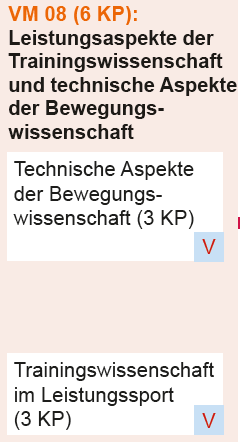 VM 08 (6 KP):
Leistungsaspekte der
Trainingswissenschaft
und technische Aspekte
der Bewegungs-
wissenschaft
Technische Aspekte
der Bewegungs-
wissenschaft (3 KP)
V
Trainingswissenschaft
im Leistungssport
(3 KP)
V